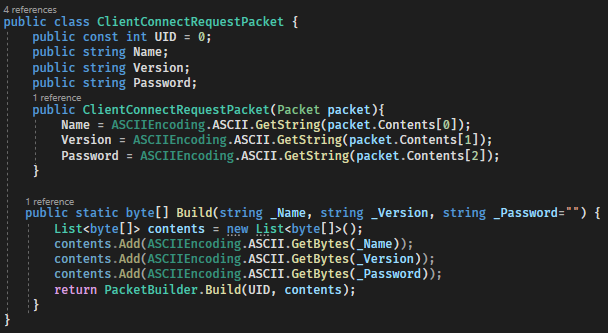 4 references
public class ClientConnectRequestPacket {
public const int UID = 0;
public string Name;
public string Version;
public string Password;
1 reference
public ClientConnectRequestPacket(Packet packet){
Name = ASCIIEncoding.ASCII.GetString(packet.Contents[0]);
Version = ASCIIEncoding.ASCII.GetString(packet.Contents[1]);
Password = ASCIIEncoding.ASCII.GetString(packet.Contents[2]);
}
1 reference
public static byte[] Build(string _Name, string _Version, string _Password="") {
List<byte[]> contents = new List<byte[]>();
contents.Add(ASCIIEncoding.ASCII.GetBytes(_Name));
contents.Add(ASCIIEncoding.ASCII.GetBytes(_Version));
contents.Add(ASCIIEncoding.ASCII.GetBytes(_Password));
return PacketBuilder.Build(UID, contents);
}
}